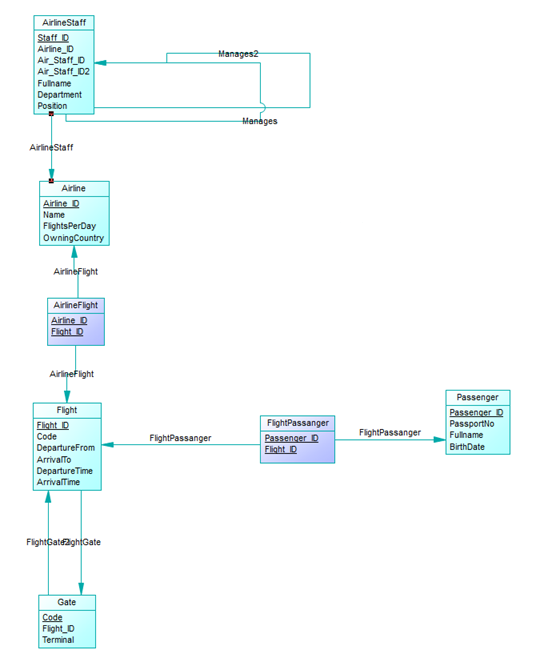 AirlineStaff
Staff_ID
Airline_ID
Air_Staff_ID
Air_Staff_ID2
Fullname
Department
Position
Manages2
Manages
AirlineStaff
Airline
Airline_ID
Name
FlightsPerDay
OwningCountry
AirlineFlight
AirlineFlight
Airline_ID
Flight_ID
AirlineFlight
Flight
Flight_ID
Code
DepartureFrom
ArrivalTo
DepartureTime
ArrivalTime
FlightPassanger
FlightPassanger
Passenger_ID
Flight_ID
FlightPassanger
Passenger
Passenger_ID
PassportNo
Fullname
BirthDate
FlightGate2
FlightGate
Gate
Code
Flight_ID
Terminal